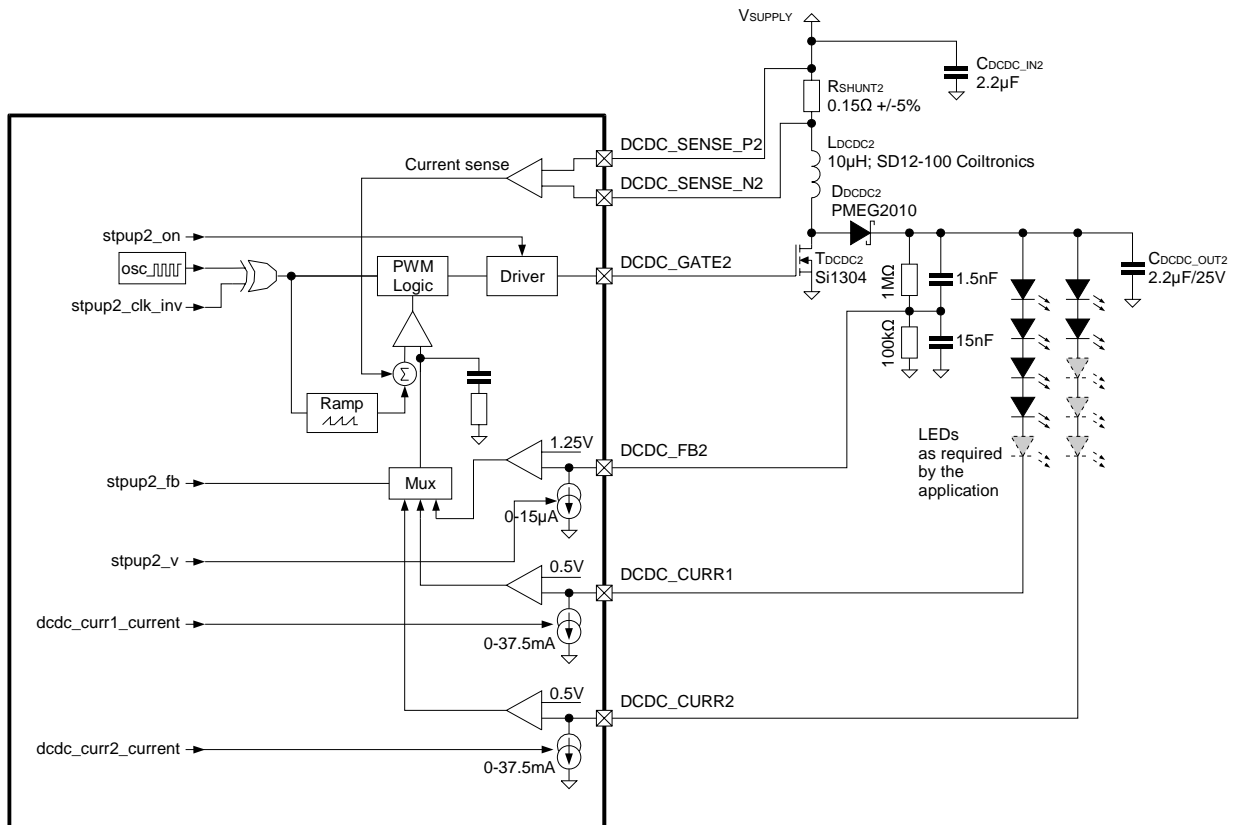 VSUPPLY
CDCDC_IN2
2.2µF
RSHUNT2
0.15Ω +/-5%
DCDC_SENSE_P2
LDCDC2
10µH; SD12-100 Coiltronics
Current sense
DCDC_SENSE_N2
DDCDC2
PMEG2010
stpup2_on
osc
PWM
Logic
Driver
DCDC_GATE2
TDCDC2
Si1304
1MΩ
1.5nF
CDCDC_OUT2
2.2µF/25V
stpup2_clk_inv
100kΩ
15nF
Σ
Ramp
LEDs
as required
by the
application
1.25V
DCDC_FB2
stpup2_fb
Mux
0-15µA
stpup2_v
0.5V
DCDC_CURR1
dcdc_curr1_current
0-37.5mA
0.5V
DCDC_CURR2
dcdc_curr2_current
0-37.5mA